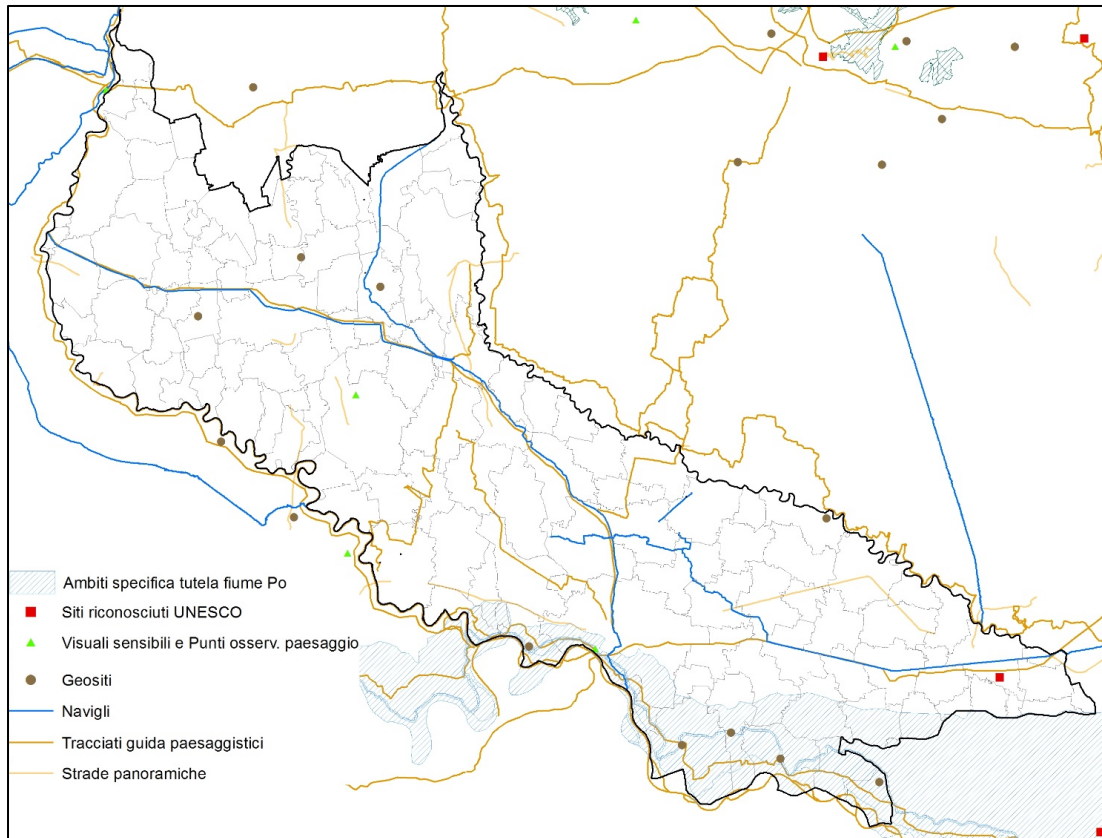 Ambiti specifica tutela fiume Po
Siti riconosciuti UNESCO
Visuali sensibili e Punti osserv. paesaggio
Geositi
Navigli
Tracciati guida paesaggistici
Strade panoramiche